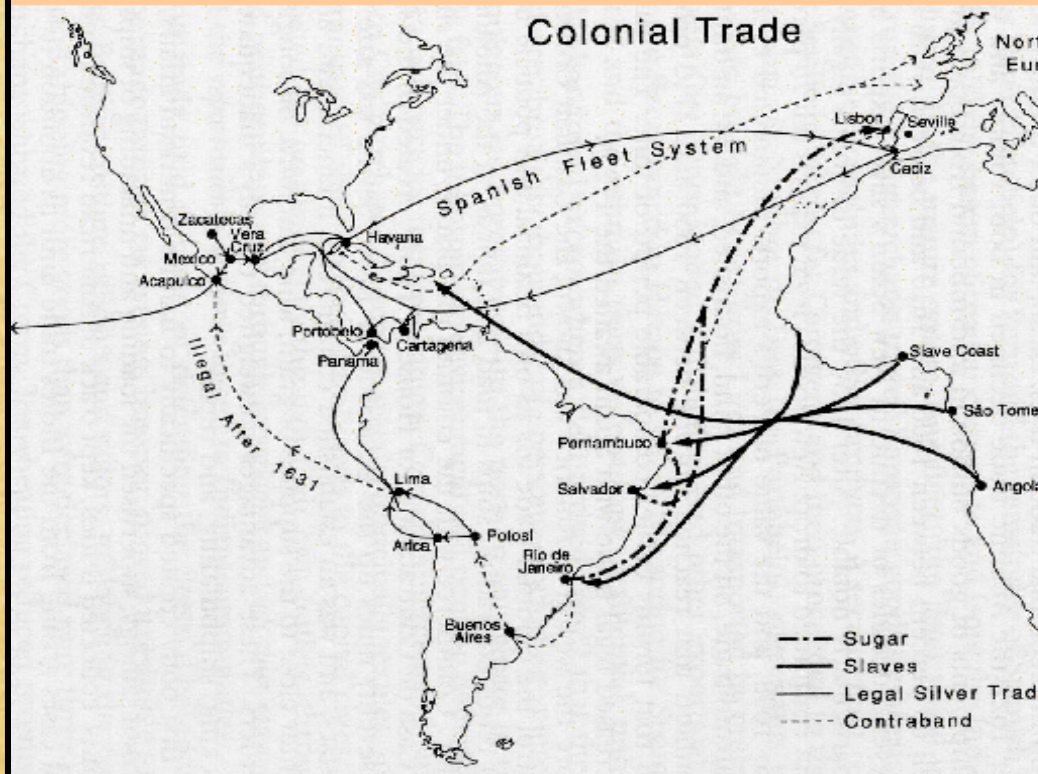 Colonial Trade
Nort
Eur
Lisbon
Seville
Cadiz
Spanish Fleet System
Zacatecas
Vera
Cruz
Havana
Mexico
Acapulco
Portobelo
Cartagena
Panama
Slave Coast
São Tome
Illegal After 1631
Pernambuco
Salvador
Angola
Lima
Arica
Potosi
Rio de
Janeiro
Buenos
Aires
Sugar
Slaves
Legal Silver Trad
Contraband